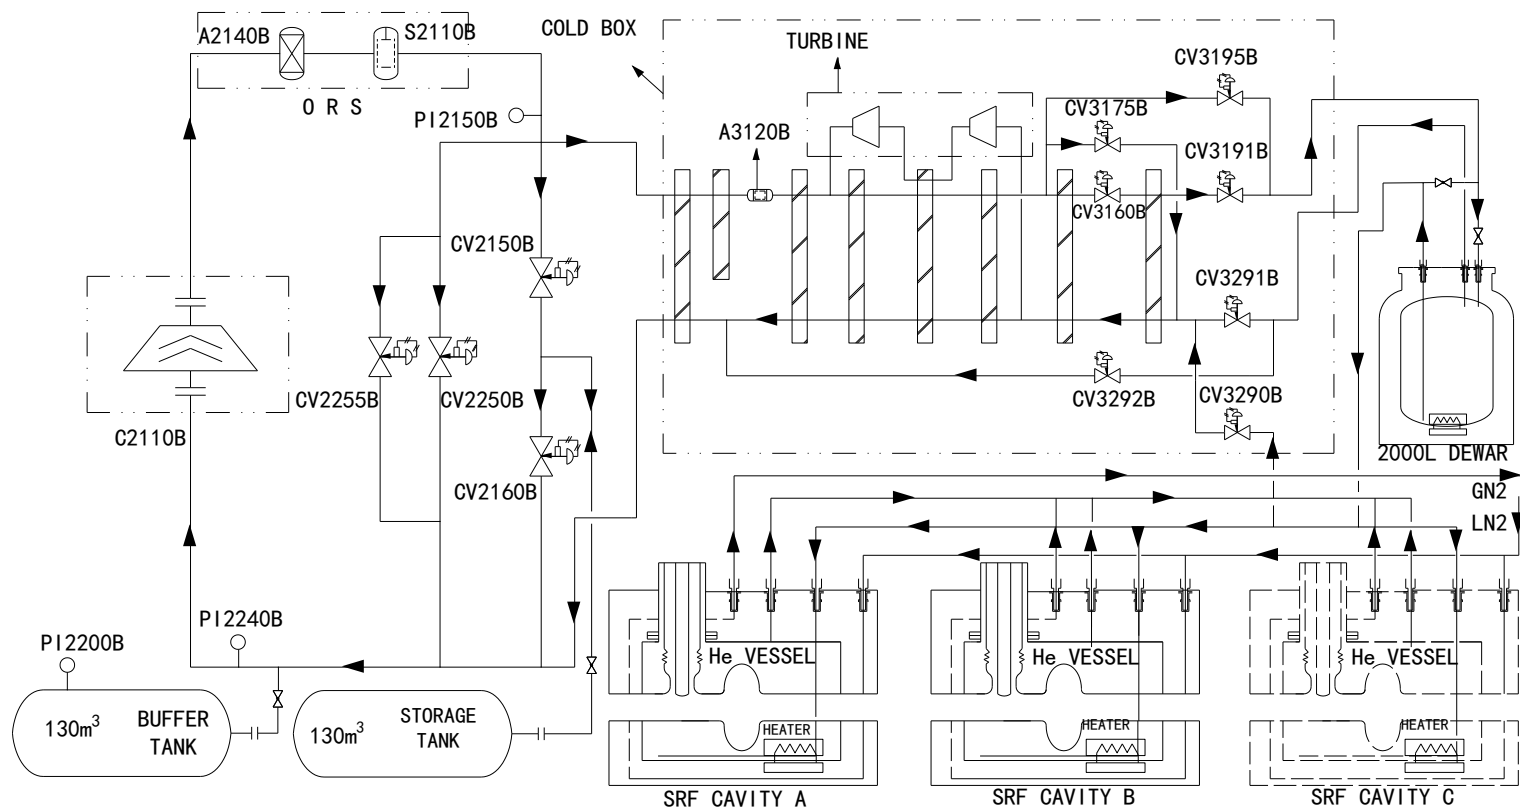 A2140B
S2110B
O R S
COLD BOX
TURBINE
CV3195B
PI2150B
A3120B
CV3175B
CV3191B
CV3160B
CV2150B
CV3291B
CV2255B
CV2250B
CV3292B
CV3290B
C2110B
CV2160B
2000L DEWAR
GN2
LN2
PI2240B
PI2200B
He VESSEL
He VESSEL
He VESSEL
130m³
BUFFER
TANK
130m³
STORAGE
TANK
HEATER
HEATER
HEATER
SRF CAVITY A
SRF CAVITY B
SRF CAVITY C